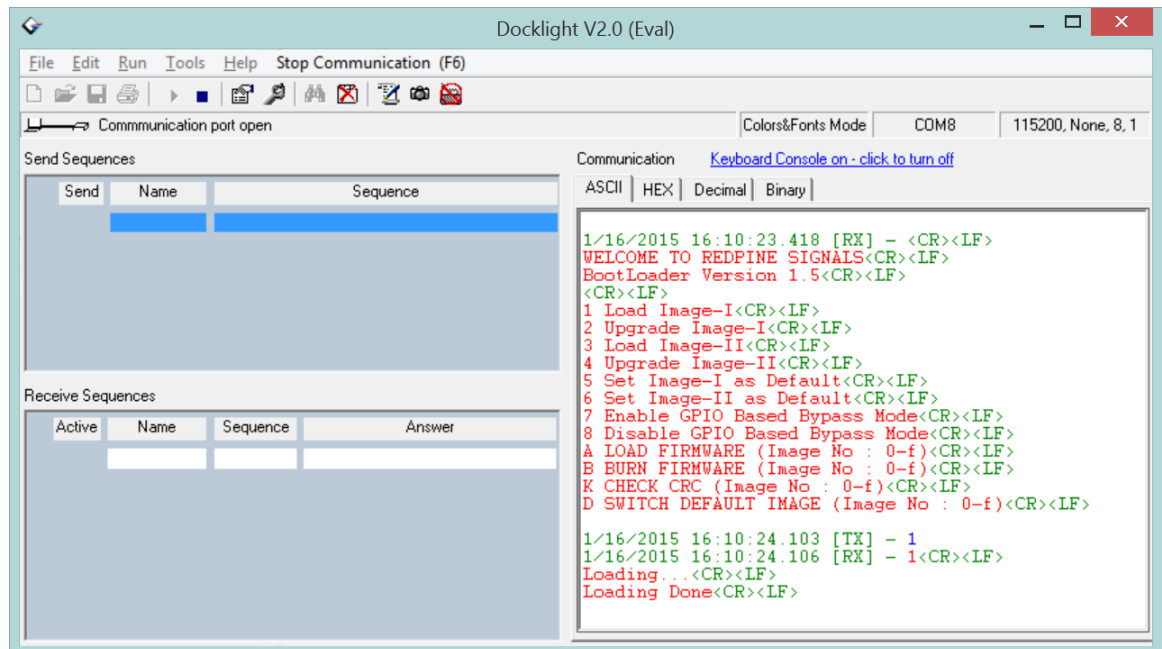 Docklight V2.0 (Eval)
File Edit Run Tools Help Stop Communication (F6)
Commmunication port open
Colors&Fonts Mode COM8 115200, None, 8, 1
Send Sequences
Send Name Sequence
Receive Sequences
Active Name Sequence Answer
Communication Keyboard Console on - click to turn off
ASCII HEX Decimal Binary
1/16/2015 16:10:23.418 [RX] - <CR><LF>
WELCOME TO REDPINE SIGNALS<CR><LF>
BootLoader Version 1.5<CR><LF>
<CR><LF>
1 Load Image-I<CR><LF>
2 Upgrade Image-I<CR><LF>
3 Load Image-II<CR><LF>
4 Upgrade Image-II<CR><LF>
5 Set Image-I as Default<CR><LF>
6 Set Image-II as Default<CR><LF>
7 Enable GPIO Based Bypass Mode<CR><LF>
8 Disable GPIO Based Bypass Mode<CR><LF>
A LOAD FIRMWARE (Image No : 0-f)<CR><LF>
B BURN FIRMWARE (Image No : 0-f)<CR><LF>
K CHECK CRC (Image No : 0-f)<CR><LF>
D SWITCH DEFAULT IMAGE (Image No : 0-f)<CR><LF>
1/16/2015 16:10:24.103 [TX] - 1
1/16/2015 16:10:24.106 [RX] - 1<CR><LF>
Loading...<CR><LF>
Loading Done<CR><LF>